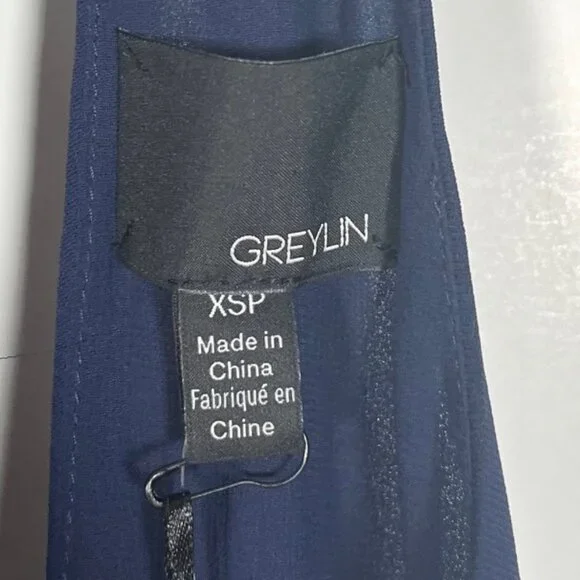 GREYLIN
XSP
Made in
China
Fabriqué en
Chine